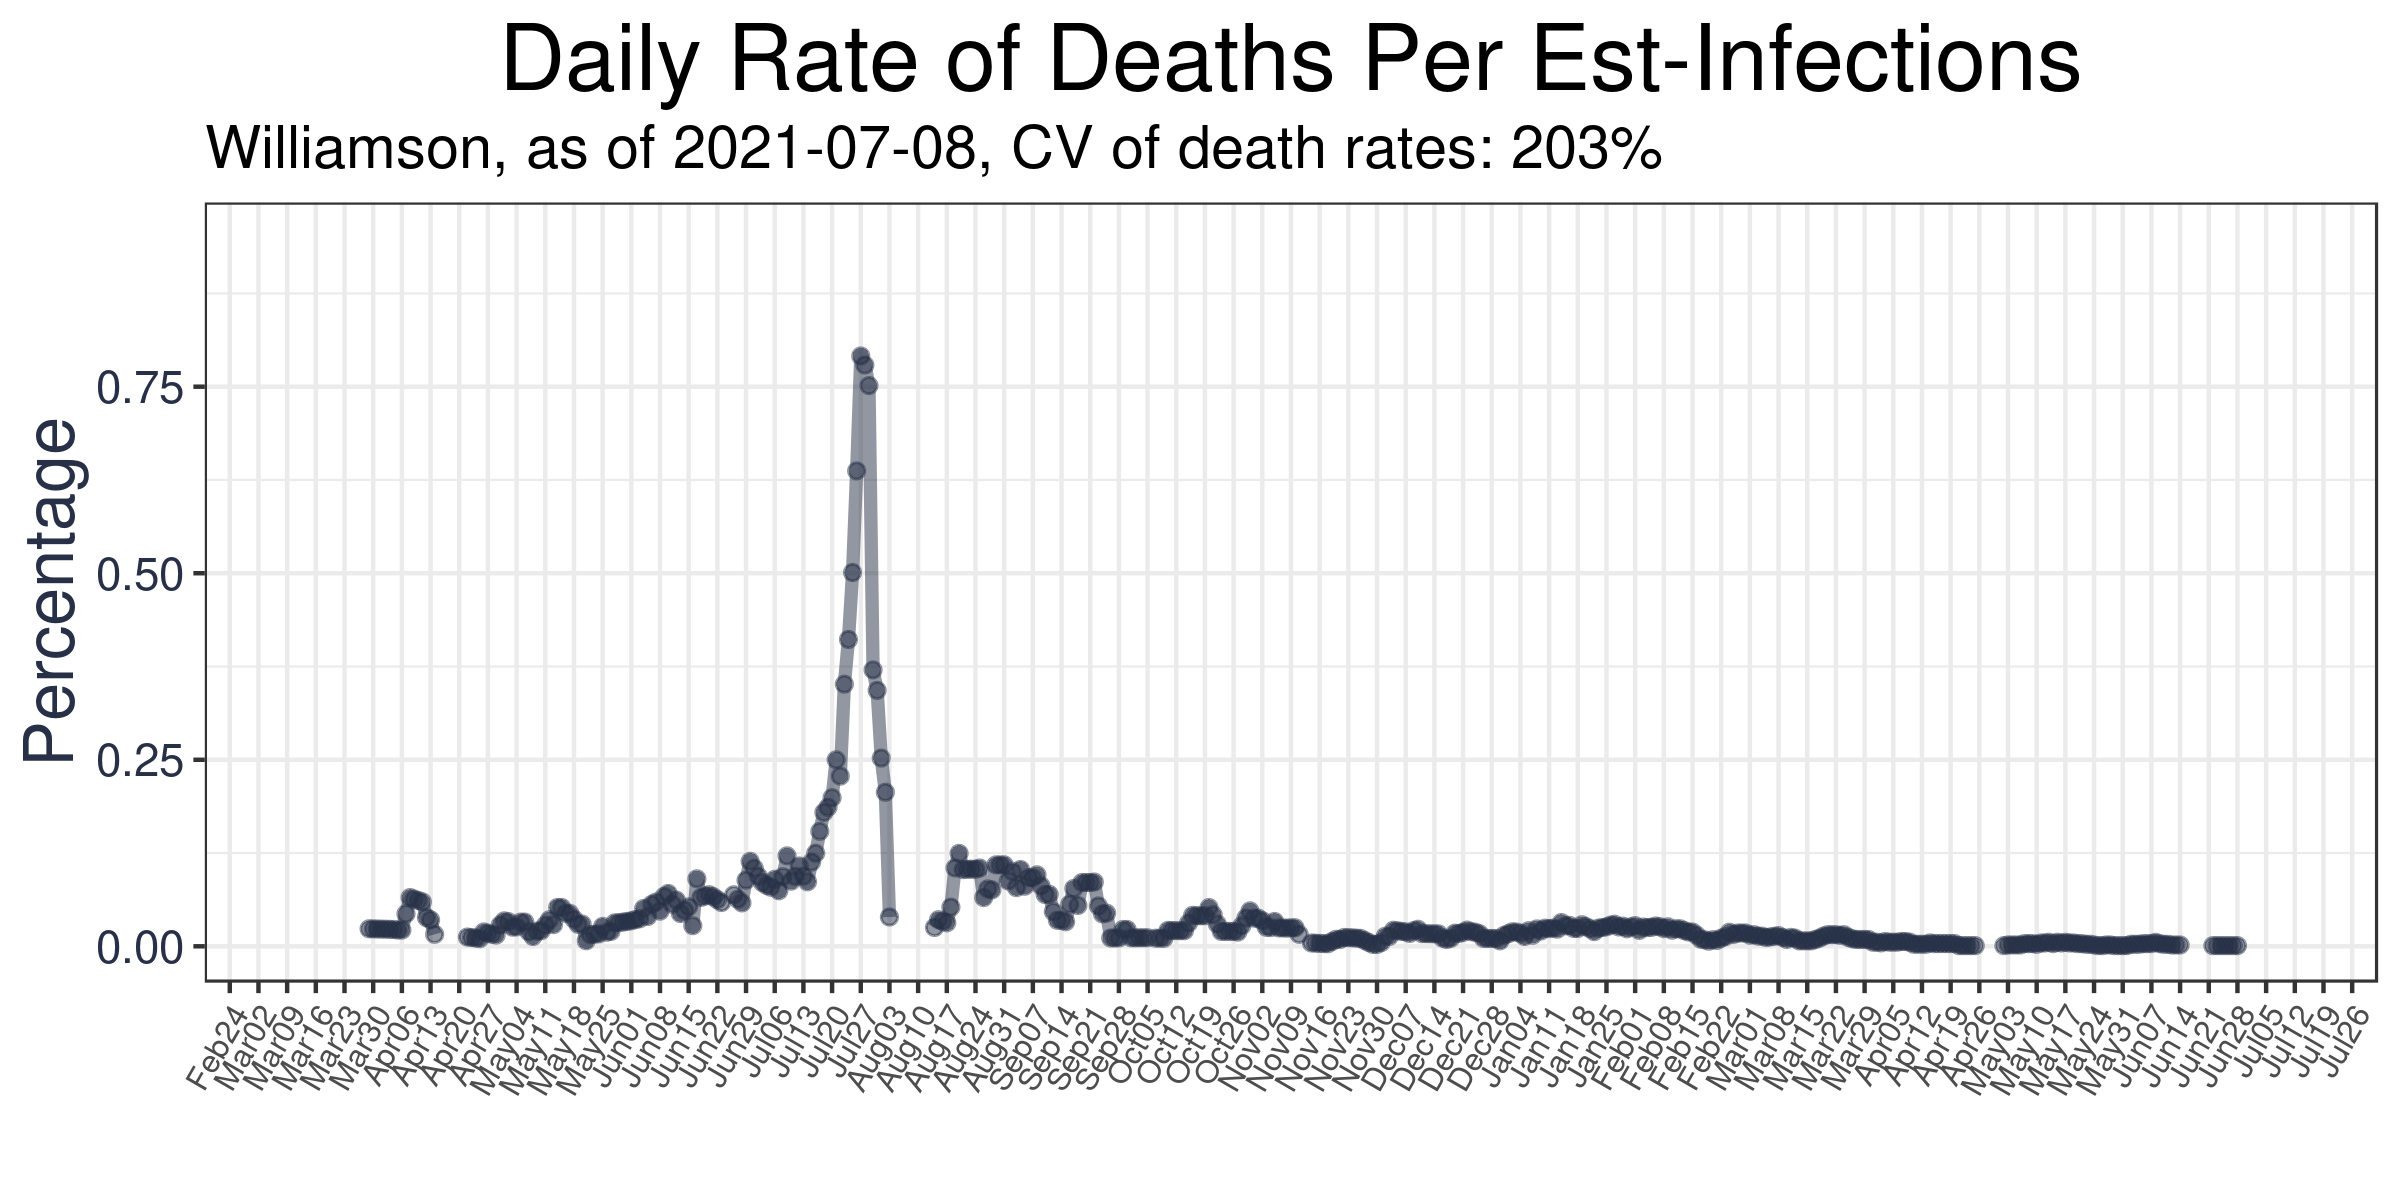 Daily Rate of Deaths Per Est-Infections
Williamson, as of 2021-07-08, CV of death rates: 203%
Percentage
0.75
0.50
0.25
0.00
Feb24
Mar02
Mar09
Mar16
Mar23
Mar30
Apr06
Apr13
Apr20
Apr27
May04
May11
May18
May25
Jun01
Jun08
Jun15
Jun22
Jun29
Jul06
Jul13
Jul20
Jul27
Aug03
Aug10
Aug17
Aug24
Aug31
Sep07
Sep14
Sep21
Sep28
Oct05
Oct12
Oct19
Oct26
Nov02
Nov09
Nov16
Nov23
Nov30
Dec07
Dec14
Dec21
Dec28
Jan04
Jan11
Jan18
Jan25
Feb01
Feb08
Feb15
Feb22
Mar01
Mar08
Mar15
Mar22
Mar29
Apr05
Apr12
Apr19
Apr26
May03
May10
May17
May24
May31
Jun07
Jun14
Jun21
Jun28
Jul05
Jul12
Jul19
Jul26